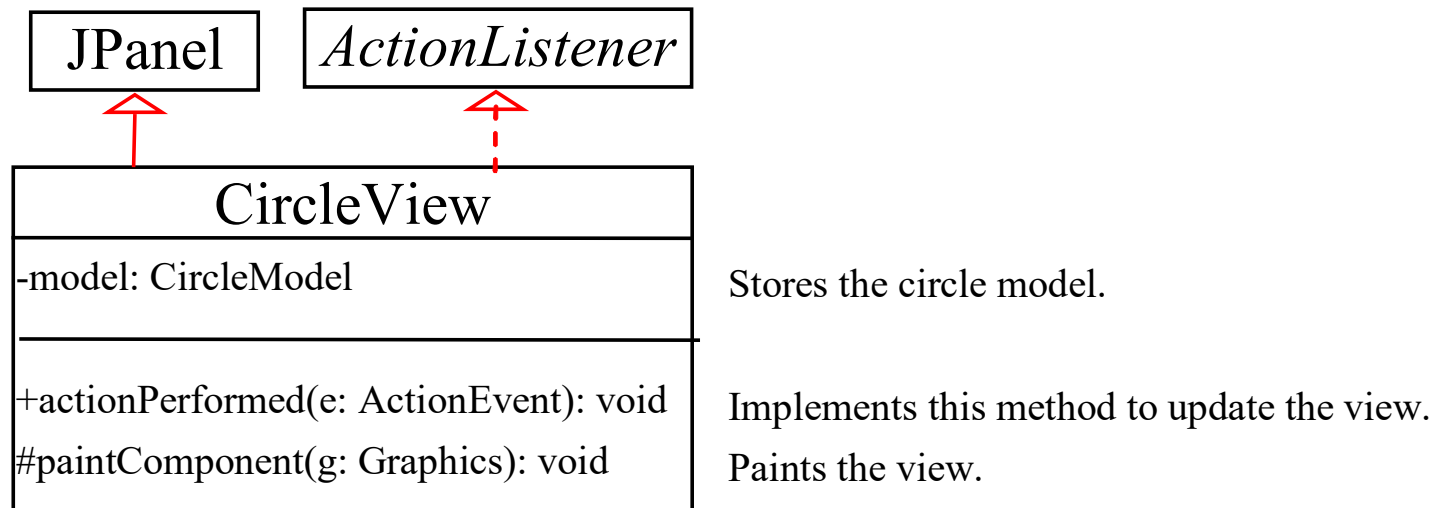 JPanel ActionListener
CircleView
-model: CircleModel Stores the circle model.
+actionPerformed(e: ActionEvent): void Implements this method to update the view.
#paintComponent(g: Graphics): void Paints the view.